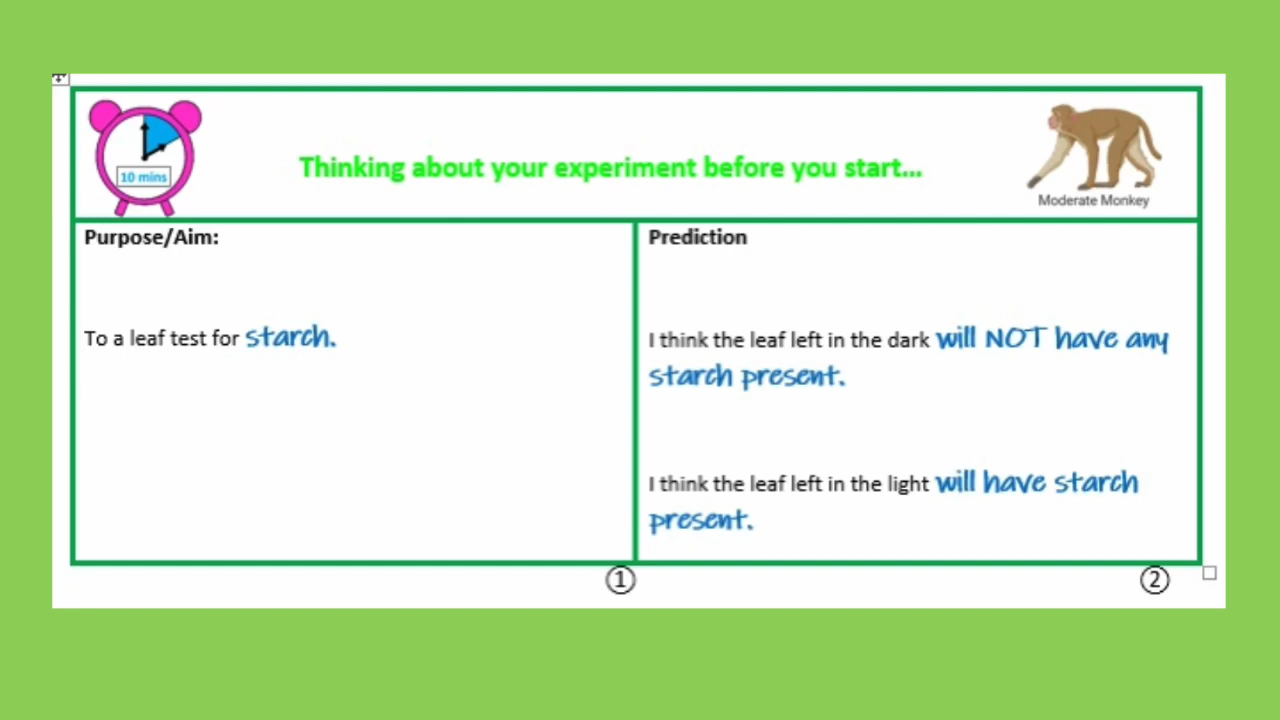 10 mins
Thinking about your experiment before you start...
Moderate Monkey
Purpose/Aim:
To a leaf test for starch.
Prediction
I think the leaf left in the dark will NOT have any
starch present.
I think the leaf left in the light will have starch
present.
1
2